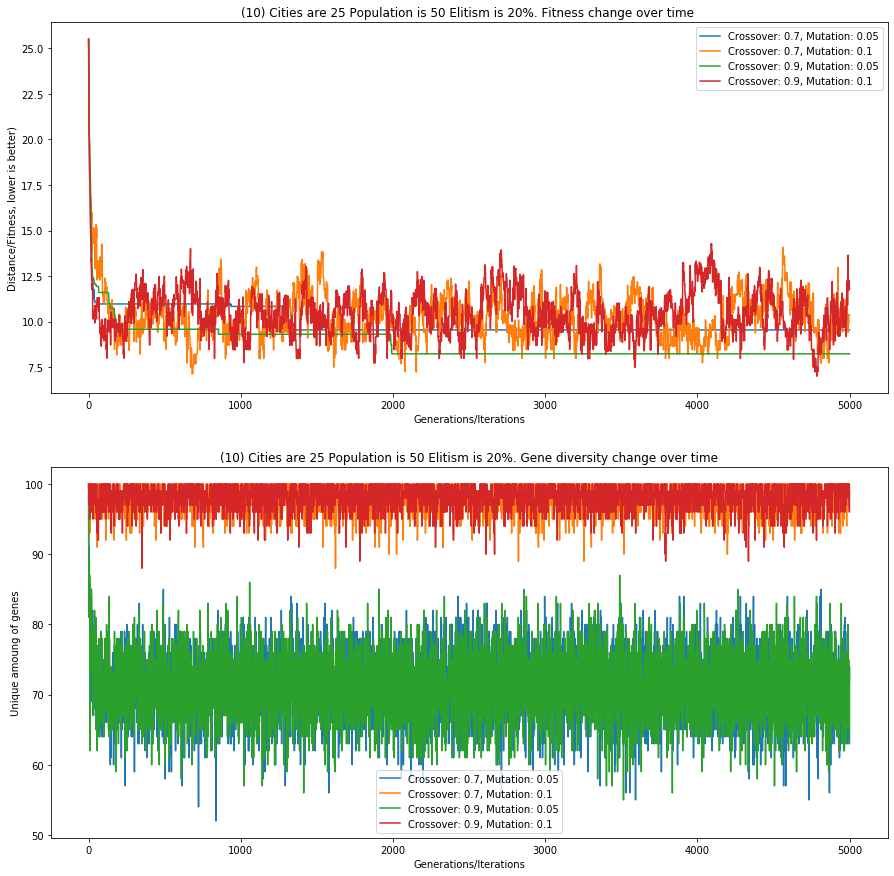 (10) Cities are 25 Population is 50 Elitism is 20%. Fitness change over time
25.0
22.5
20.0
17.5
15.0
12.5
10.0
7.5
Distance/Fitness, lower is better)
Crossover: 0.7, Mutation: 0.05
Crossover: 0.7, Mutation: 0.1
Crossover: 0.9, Mutation: 0.05
Crossover: 0.9, Mutation: 0.1
0 1000 2000 3000 4000 5000
Generations/Iterations
(10) Cities are 25 Population is 50 Elitism is 20%. Gene diversity change over time
100
90
80
70
60
50
Unique amoung of genes
Crossover: 0.7, Mutation: 0.05
Crossover: 0.7, Mutation: 0.1
Crossover: 0.9, Mutation: 0.05
Crossover: 0.9, Mutation: 0.1
0 1000 2000 3000 4000 5000
Generations/Iterations